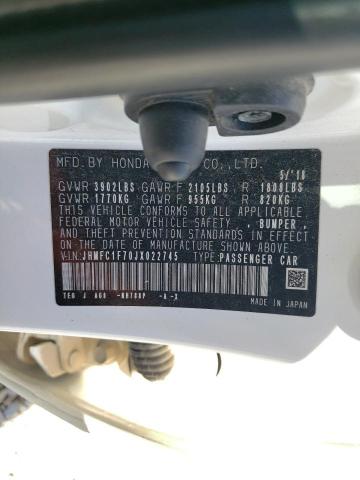 MFD.BY HONDA CO.,LTD.
5/'18
GVWR 3902LBS GAWR F 2105LBS R 1808LBS
GVWR 1770KG GAWR F 955KG R 820KG
THIS VEHICLE CONFORMS TO ALL APPLICABLE
FEDERAL MOTOR VEHICLE SAFETY, BUMPER,
AND THEFT PREVENTION STANDARDS IN EFFECT
ON THE DATE OF MANUFACTURE SHOWN ABOVE.
V.I.N:JHMFC1F70JX022745 TYPE:PASSENGER CAR
-A-X
MADE IN JAPAN